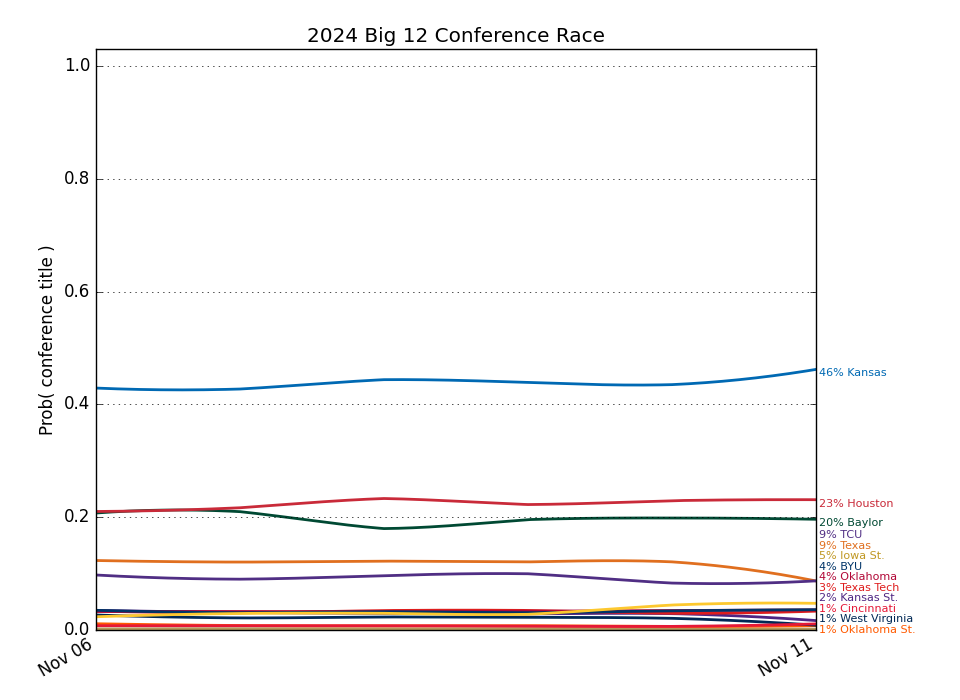 2024 Big 12 Conference Race
Prob( conference title )
1.0
0.8
0.6
0.4
0.2
0.0
Nov 06
Nov 11
46% Kansas
23% Houston
20% Baylor
9% TCU
9% Texas
5% Iowa St.
4% BYU
4% Oklahoma
3% Texas Tech
2% Kansas St.
1% Cincinnati
1% West Virginia
1% Oklahoma St.